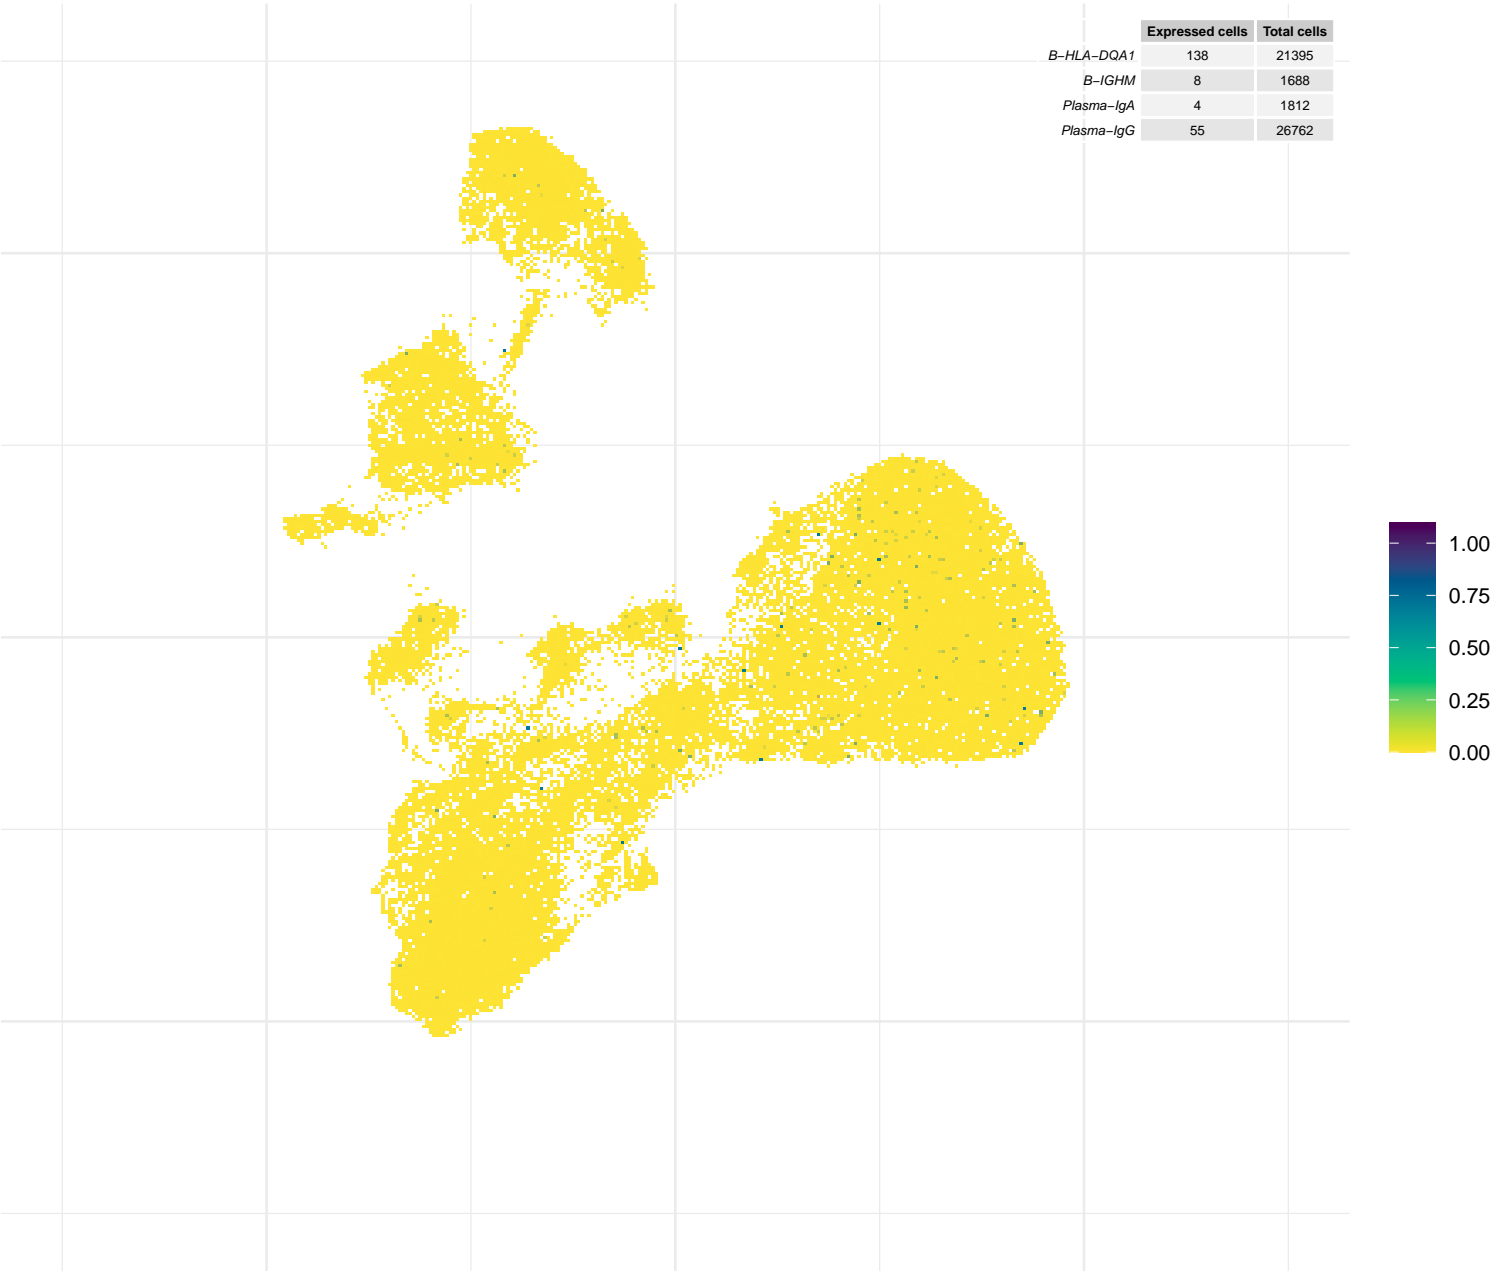 Expressed cells Total cells
B−HLA−DQA1 138 21395
B−IGHM 8 1688
Plasma−IgA 4 1812
Plasma−IgG 55 26762
1.00
0.75
0.50
0.25
0.00